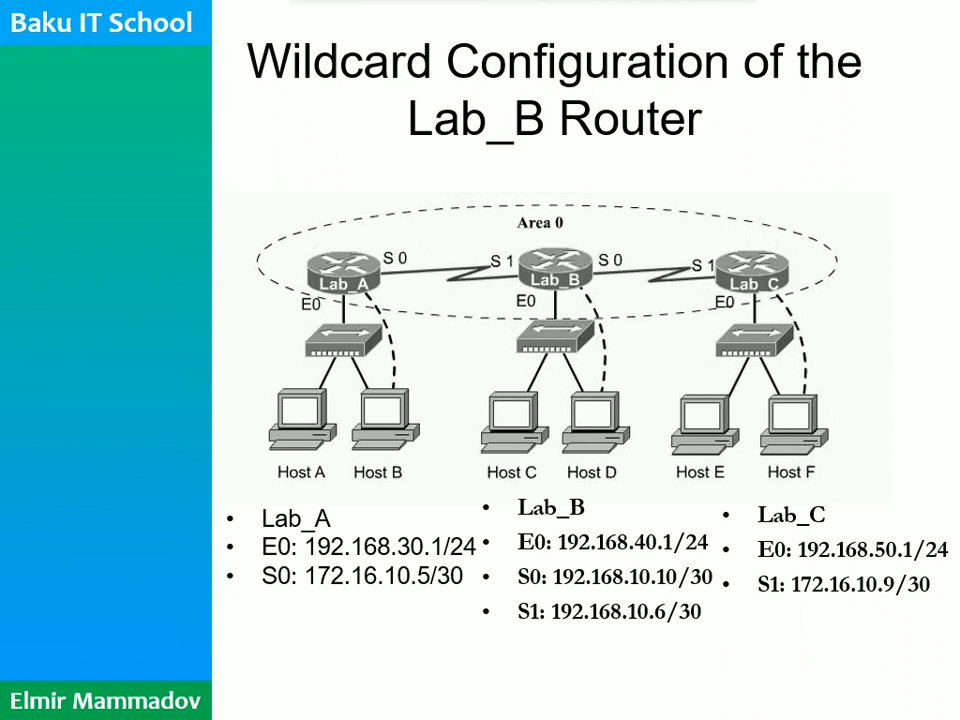 Baku IT School
Wildcard Configuration of the
Lab_B Router
Area 0
S 0
S 1
S 0
S 1
Lab_A
Lab_B
Lab_C
E0
E0
E0
Host A
Host B
Host C
Host D
Host E
Host F
• Lab_A
• E0: 192.168.30.1/24
• S0: 172.16.10.5/30
• Lab_B
• E0: 192.168.40.1/24
• S0: 192.168.10.10/30
• S1: 192.168.10.6/30
• Lab_C
• E0: 192.168.50.1/24
• S1: 172.16.10.9/30
Elmir Mammadov